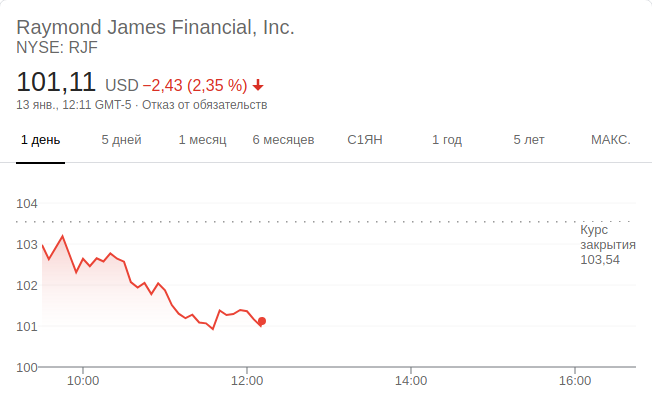 Raymond James Financial, Inc.
NYSE: RJF
101,11 USD −2,43 (2,35 %)
13 янв., 12:11 GMT-5 · Отказ от обязательств
1 день 5 дней 1 месяц 6 месяцев С1ЯН 1 год 5 лет МАКС.
104
Курс
закрытия
103,54
103
102
101
100
10:00 12:00 14:00 16:00